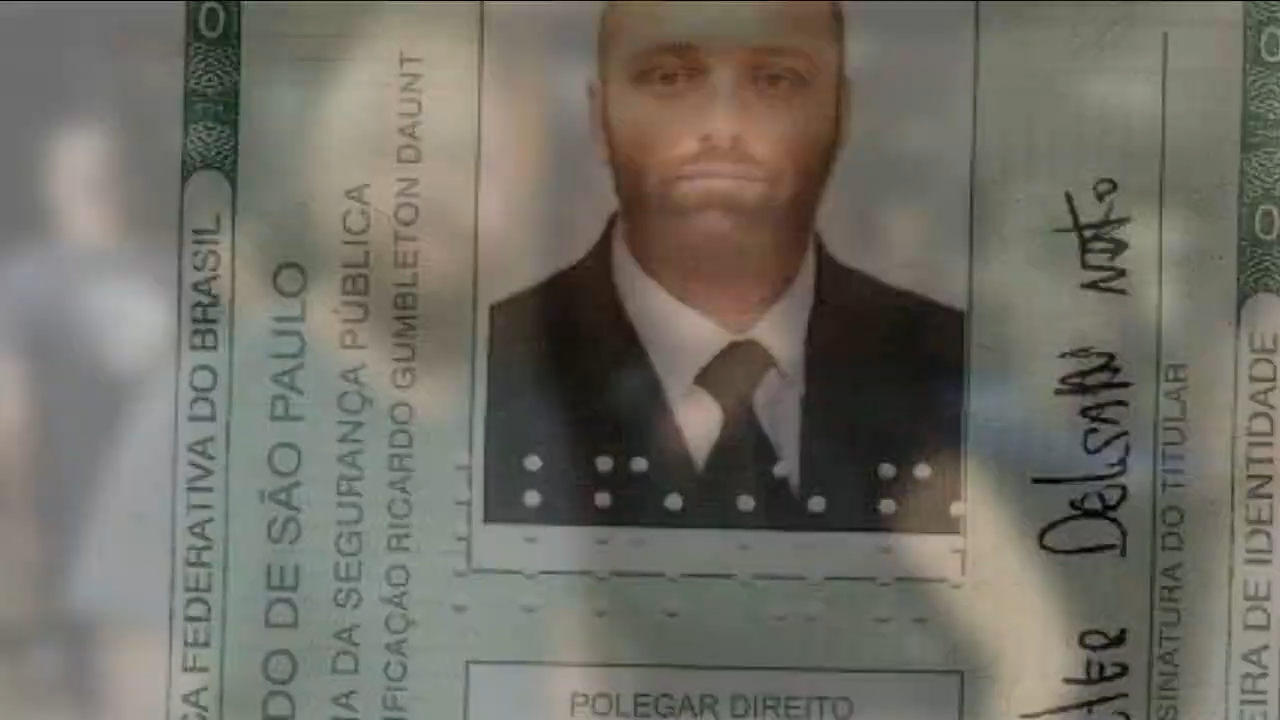 CA FEDERATIVA DO BRASIL
DO DE SÃO PAULO
IA DA SEGURANÇA PÚBLICA
IFICAÇÃO RICARDO GUMBLETON DAUNT
POLEGAR DIREITO
SINATURA DO TITULAR
EIRA DE IDENTIDADE